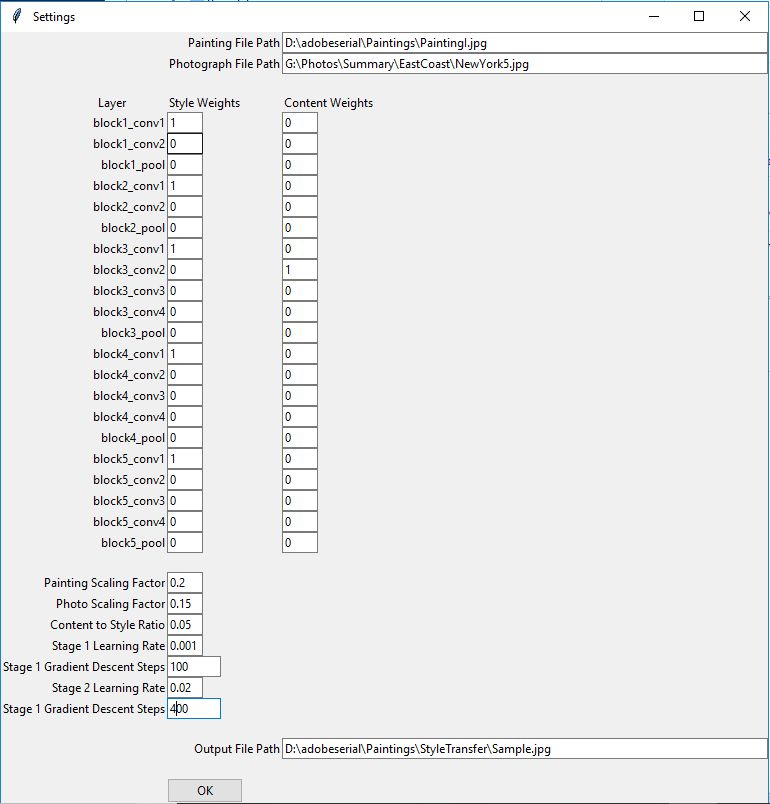 Settings
Painting File Path D:\adobeserial\Paintings\PaintingI.jpg
Photograph File Path G:\Photos\Summary\EastCoast\NewYork5.jpg
Layer Style Weights Content Weights
block1_conv1 1 0
block1_conv2 0 0
block1_pool 0 0
block2_conv1 1 0
block2_conv2 0 0
block2_pool 0 0
block3_conv1 1 0
block3_conv2 0 1
block3_conv3 0 0
block3_conv4 0 0
block3_pool 0 0
block4_conv1 1 0
block4_conv2 0 0
block4_conv3 0 0
block4_conv4 0 0
block4_pool 0 0
block5_conv1 1 0
block5_conv2 0 0
block5_conv3 0 0
block5_conv4 0 0
block5_pool 0 0
Painting Scaling Factor 0.2
Photo Scaling Factor 0.15
Content to Style Ratio 0.05
Stage 1 Learning Rate 0.001
Stage 1 Gradient Descent Steps 100
Stage 2 Learning Rate 0.02
Stage 1 Gradient Descent Steps 400
Output File Path D:\adobeserial\Paintings\StyleTransfer\Sample.jpg
OK